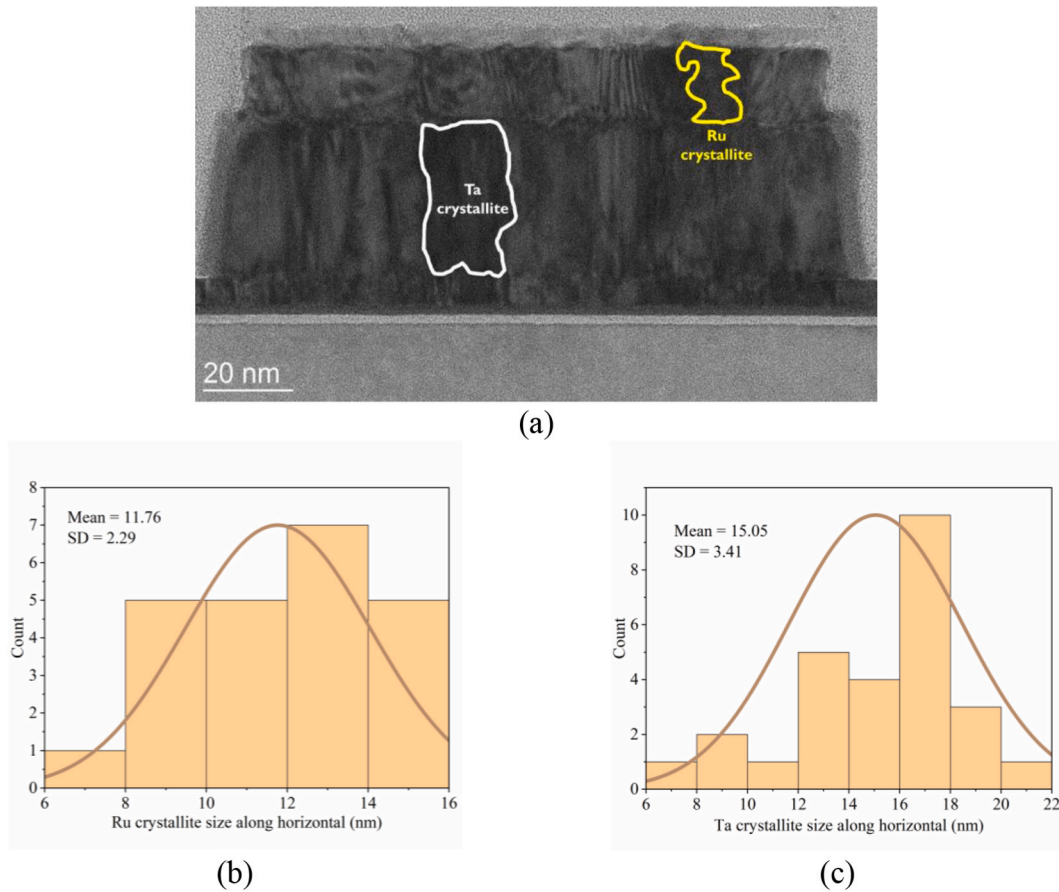 Ru
crystallite
Ta
crystallite
20 nm
(a)
8
7
6
5
4
3
2
1
0
Mean = 11.76
SD = 2.29
Count
6 8 10 12 14 16
Ru crystallite size along horizontal (nm)
(b)
10
8
6
4
2
0
Mean = 15.05
SD = 3.41
Count
6 8 10 12 14 16 18 20 22
Ta crystallite size along horizontal (nm)
(c)